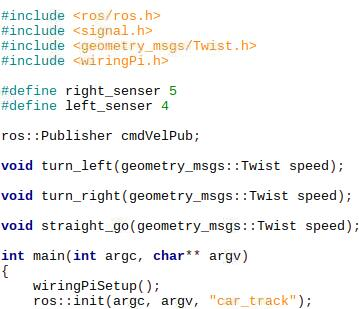 #include <ros/ros.h>
#include <signal.h>
#include <geometry_msgs/Twist.h>
#include <wiringPi.h>
#define right_senser 5
#define left_senser 4
ros::Publisher cmdVelPub;
void turn_left(geometry_msgs::Twist speed);
void turn_right(geometry_msgs::Twist speed);
void straight_go(geometry_msgs::Twist speed);
int main(int argc, char** argv)
{
    wiringPiSetup();
    ros::init(argc, argv, "car_track");